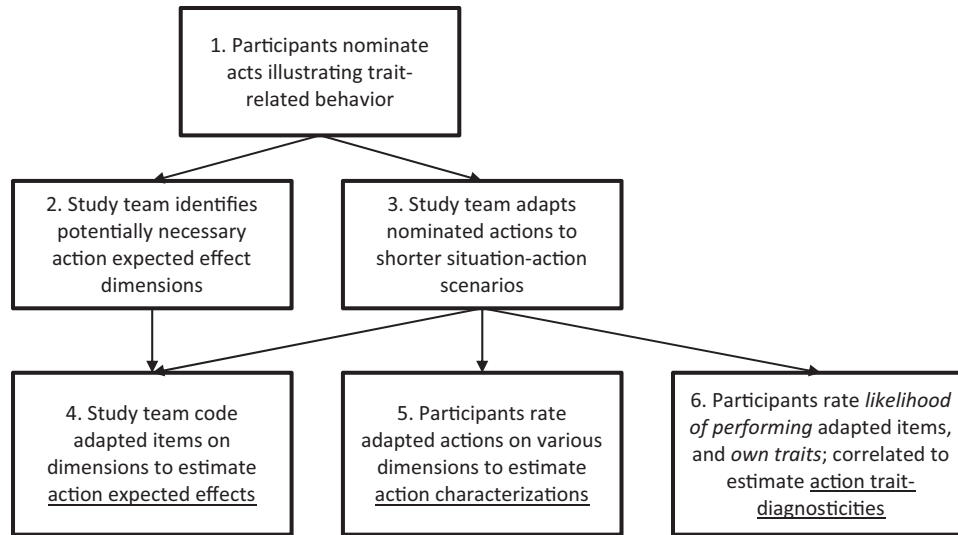 1. Participants nominate
acts illustrating trait-
related behavior
2. Study team identifies
potentially necessary
action expected effect
dimensions
3. Study team adapts
nominated actions to
shorter situation-action
scenarios
4. Study team code
adapted items on
dimensions to estimate
action expected effects
5. Participants rate
adapted actions on various
dimensions to estimate
action characterizations
6. Participants rate likelihood
of performing adapted items,
and own traits; correlated to
estimate action trait-
diagnosticities